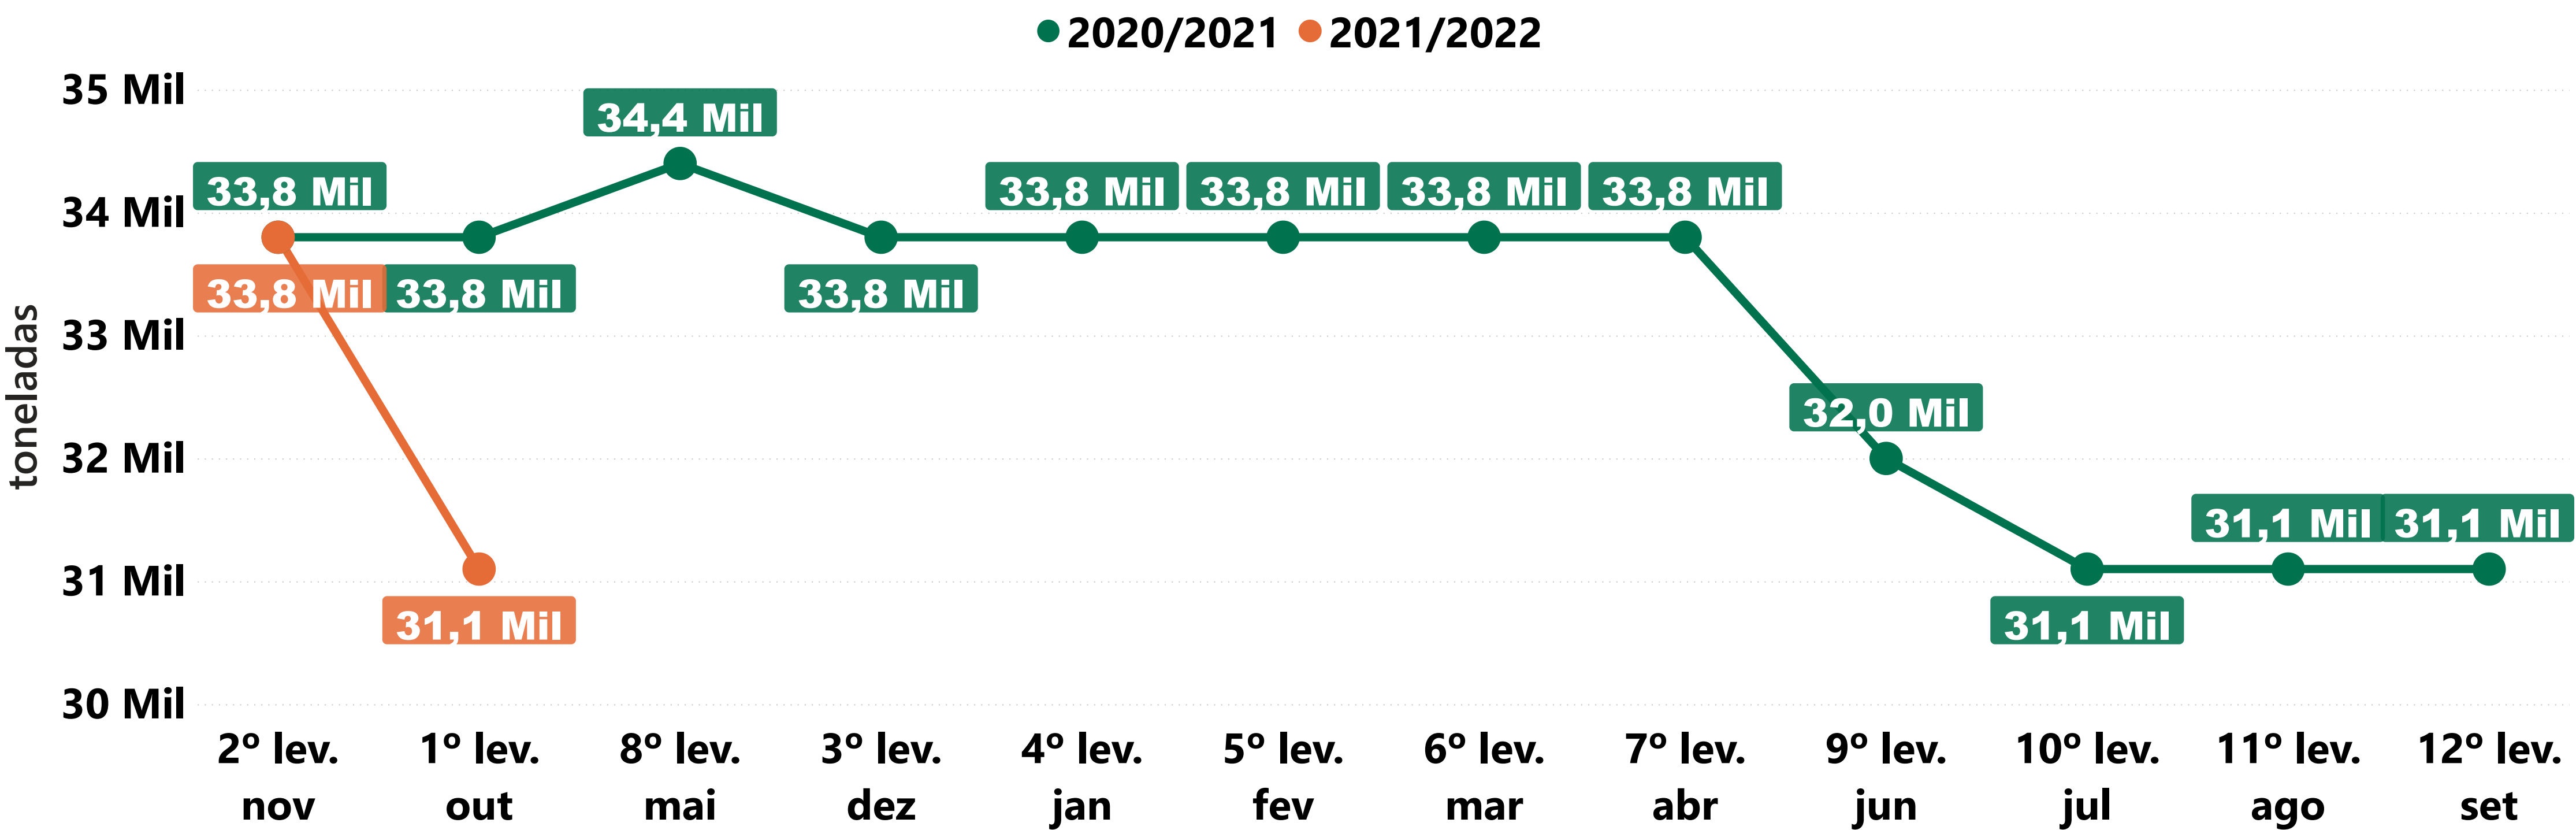 2020/2021 2021/2022
35 Mil
34 Mil
33 Mil
32 Mil
31 Mil
30 Mil
toneladas
34,4 Mil
33,8 Mil
33,8 Mil
33,8 Mil
33,8 Mil
33,8 Mil
33,8 Mil
33,8 Mil
33,8 Mil
32,0 Mil
31,1 Mil
31,1 Mil
31,1 Mil
31,1 Mil
2º lev.
nov
1º lev.
out
8º lev.
mai
3º lev.
dez
4º lev.
jan
5º lev.
fev
6º lev.
mar
7º lev.
abr
9º lev.
jun
10º lev.
jul
11º lev.
ago
12º lev.
set